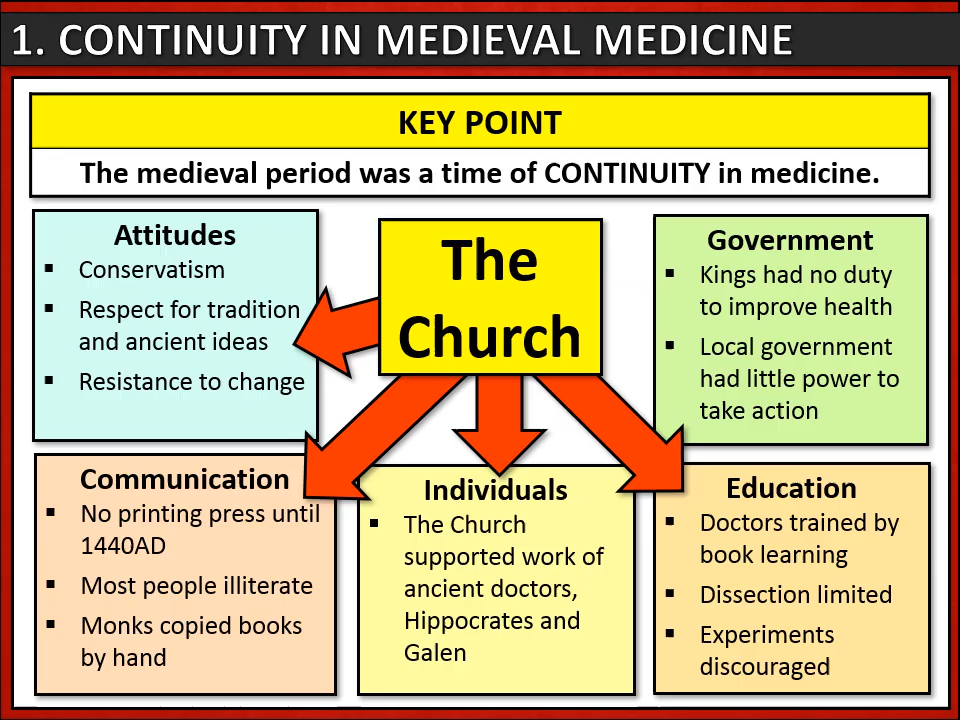 1. CONTINUITY IN MEDIEVAL MEDICINE
KEY POINT
The medieval period was a time of CONTINUITY in medicine.
Attitudes
▪ Conservatism
▪ Respect for tradition
and ancient ideas
▪ Resistance to change
The
Church
Government
▪ Kings had no duty
to improve health
▪ Local government
had little power to
take action
Communication
▪ No printing press until
1440AD
▪ Most people illiterate
▪ Monks copied books
by hand
Individuals
▪ The Church
supported work of
ancient doctors,
Hippocrates and
Galen
Education
▪ Doctors trained by
book learning
▪ Dissection limited
▪ Experiments
discouraged